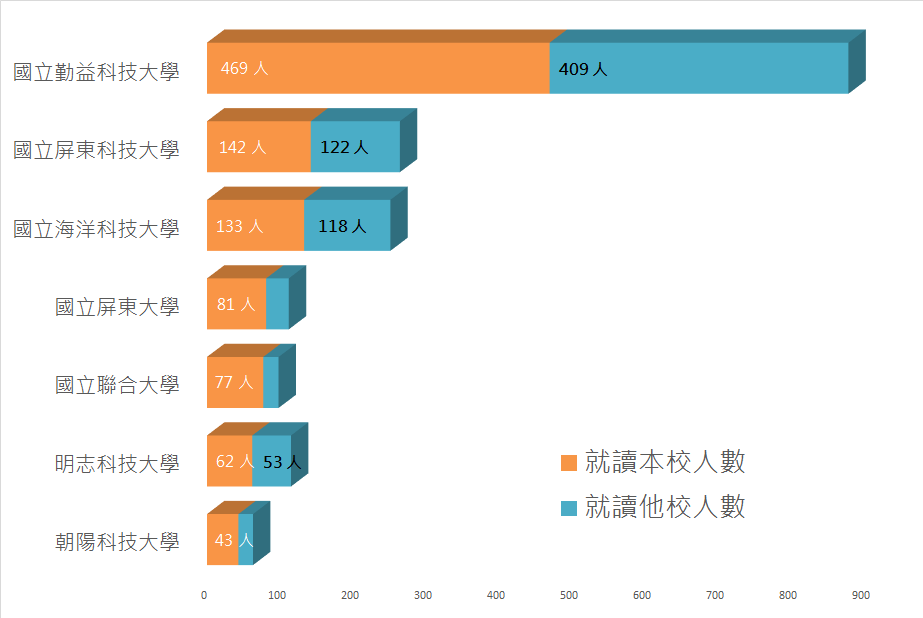 國立勤益科技大學 469 人 409 人
國立屏東科技大學 142 人 122 人
國立海洋科技大學 133 人 118 人
國立屏東大學 81 人
國立聯合大學 77 人
明志科技大學 62 人 53 人
就讀本校人數
就讀他校人數
朝陽科技大學 43 人
0 100 200 300 400 500 600 700 800 900